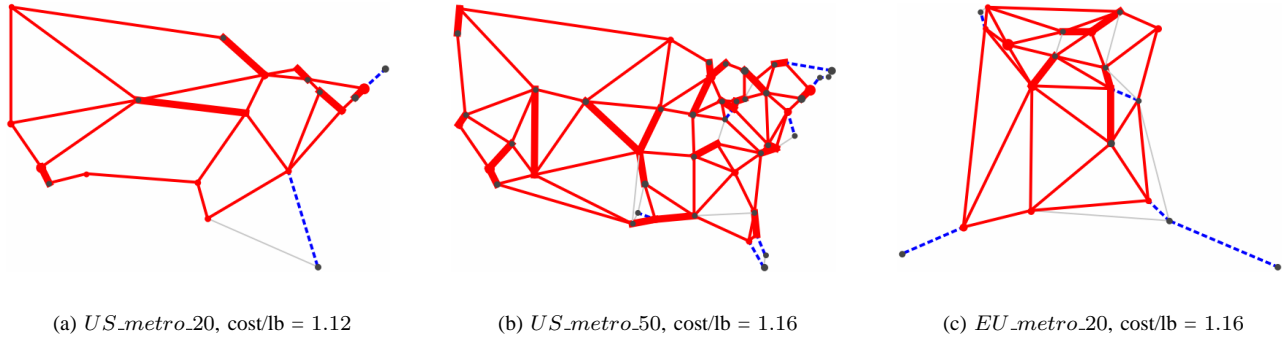 (a) US_metro_20, cost/lb = 1.12
(b) US_metro_50, cost/lb = 1.16
(c) EU_metro_20, cost/lb = 1.16